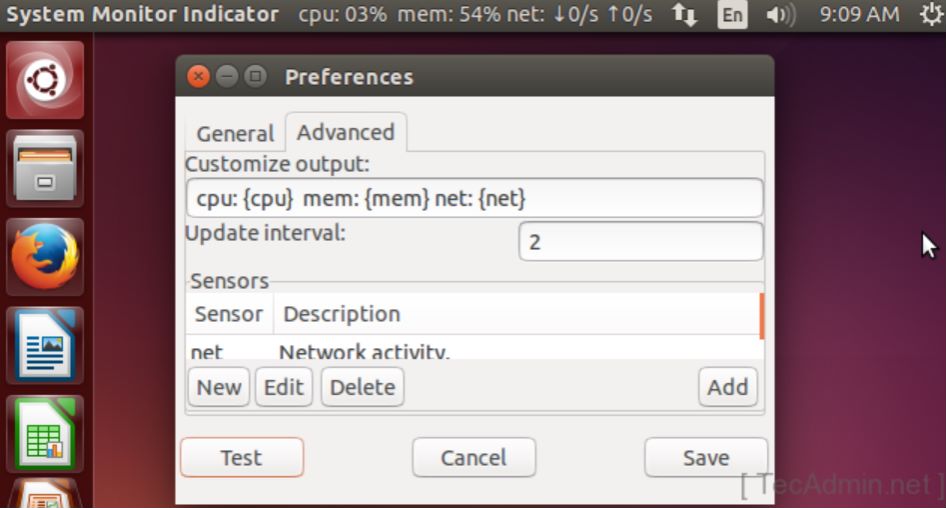 System Monitor Indicator cpu: 03% mem: 54% net: ↓0/s ↑0/s En 9:09 AM
Preferences
General Advanced
Customize output:
cpu: {cpu}  mem: {mem} net: {net}
Update interval: 2
Sensors
Sensor Description
net Network activity.
New Edit Delete Add
Test Cancel Save
[ TecAdmin.net ]